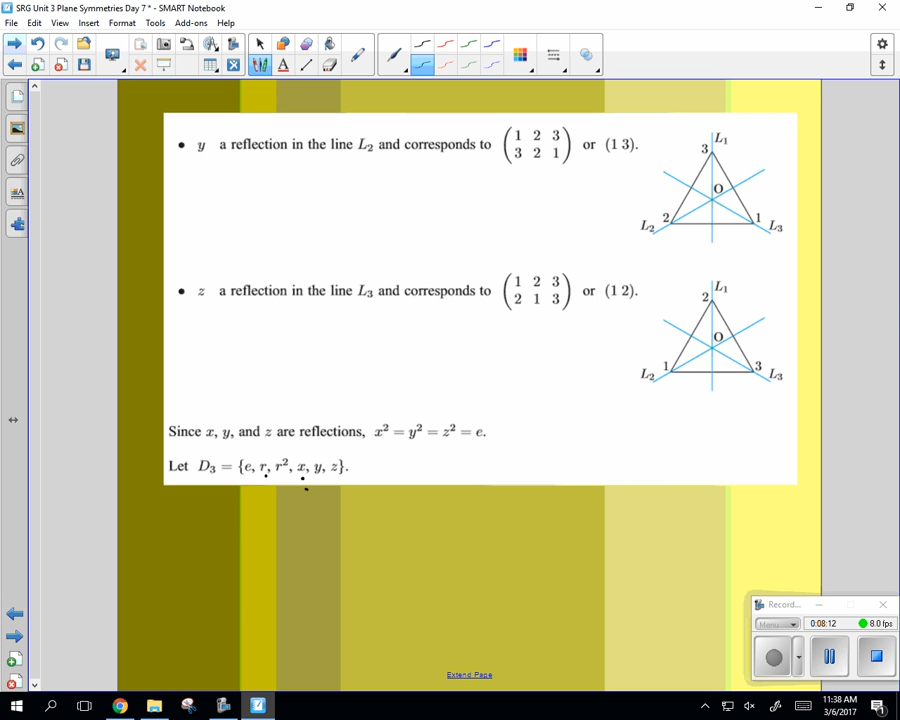 SRG Unit 3 Plane Symmetries Day 7 * - SMART Notebook
File Edit View Insert Format Tools Add-ons Help
• y a reflection in the line L₂ and corresponds to (1 2 3
3 2 1) or (1 3).
L₁
3
O
2
1
L₂
L₃
• z a reflection in the line L₃ and corresponds to (1 2 3
2 1 3) or (1 2).
L₁
2
O
1
3
L₂
L₃
Since x, y, and z are reflections, x² = y² = z² = e.
Let D₃ = {e, r, r², x, y, z}.
Record...
Menu
0:08:12
8.0 fps
Extend Page
11:38 AM
3/6/2017
1